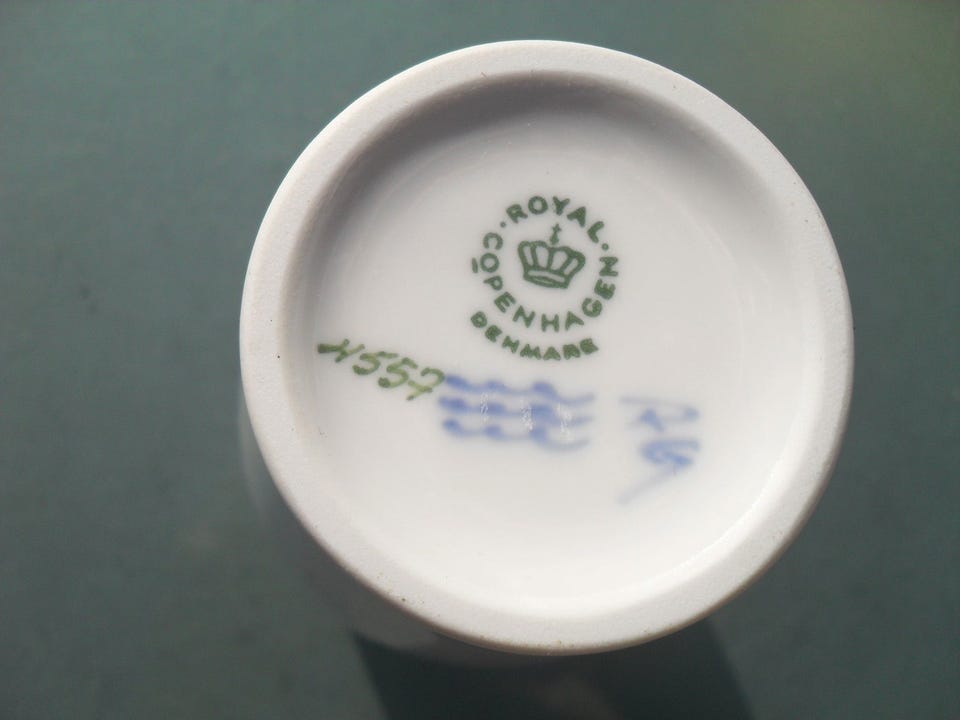 · ROYAL ·
COPENHAGEN
DENMARK
4557